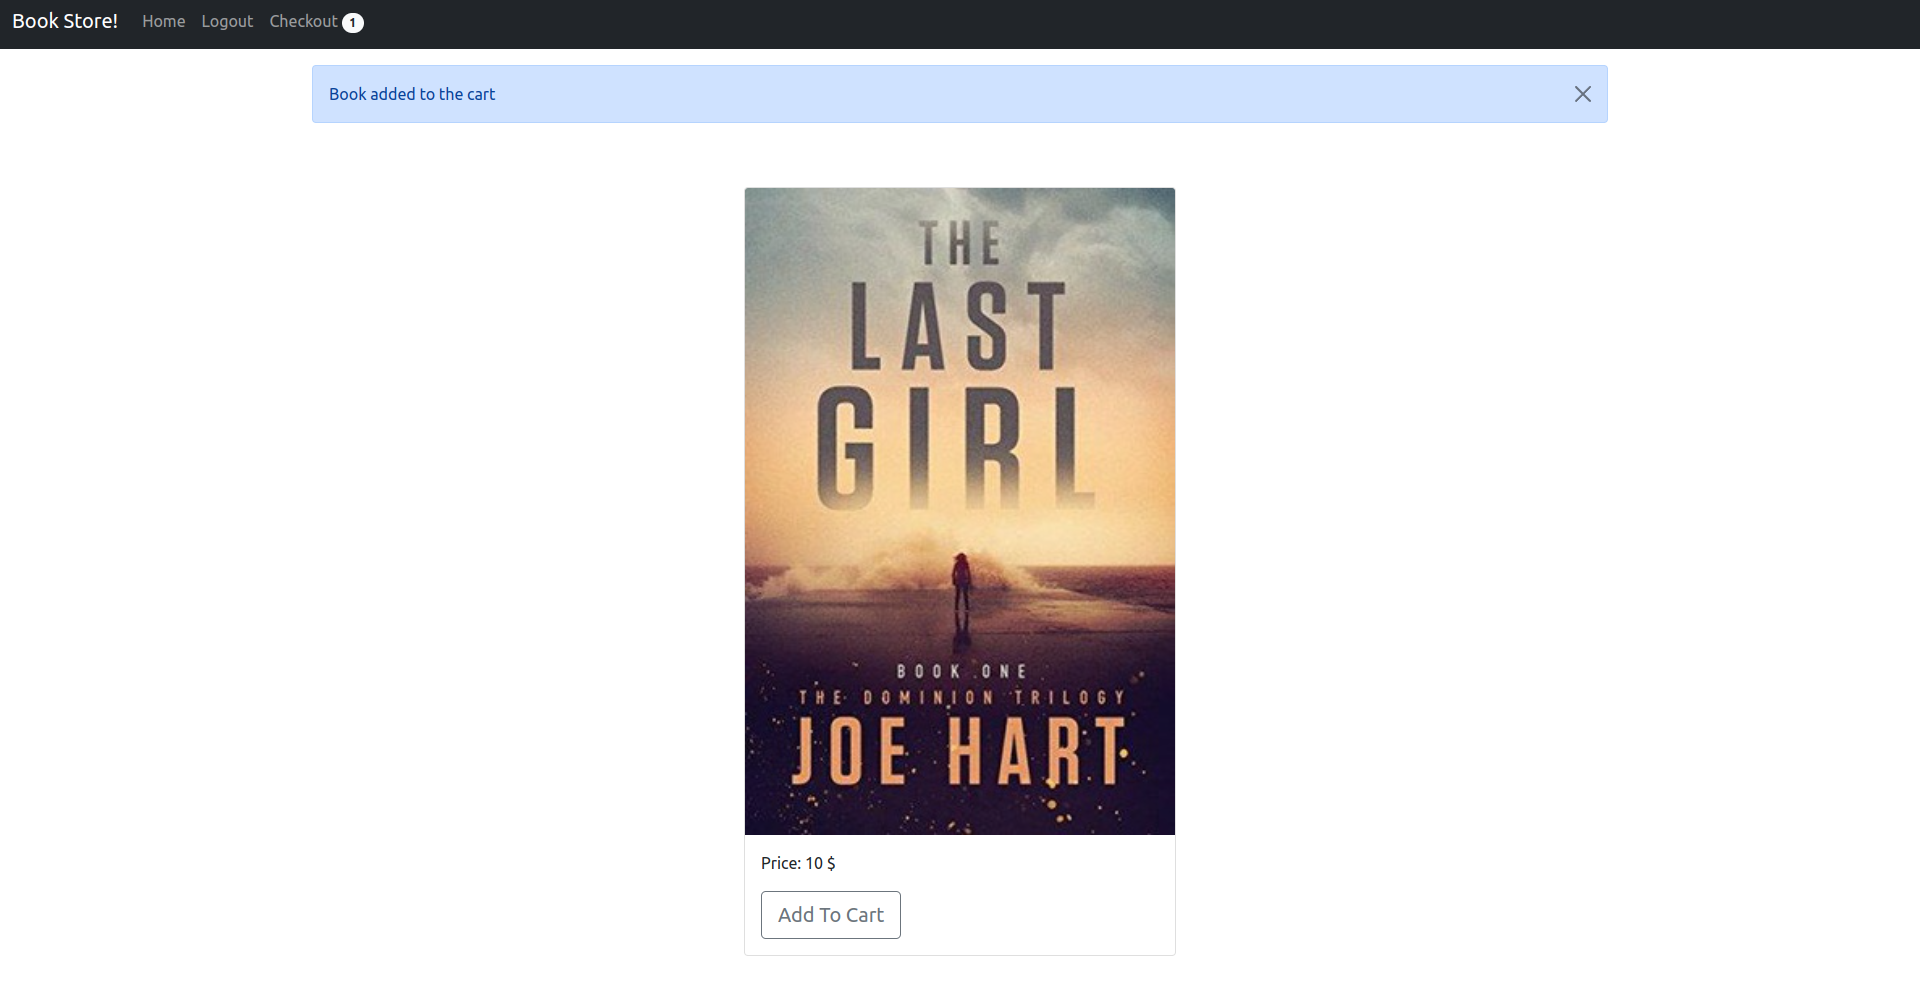 Book Store! Home Logout Checkout 1
Book added to the cart
THE
LAST
GIRL
BOOK ONE
THE DOMINION TRILOGY
JOE HART
Price: 10 $
Add To Cart